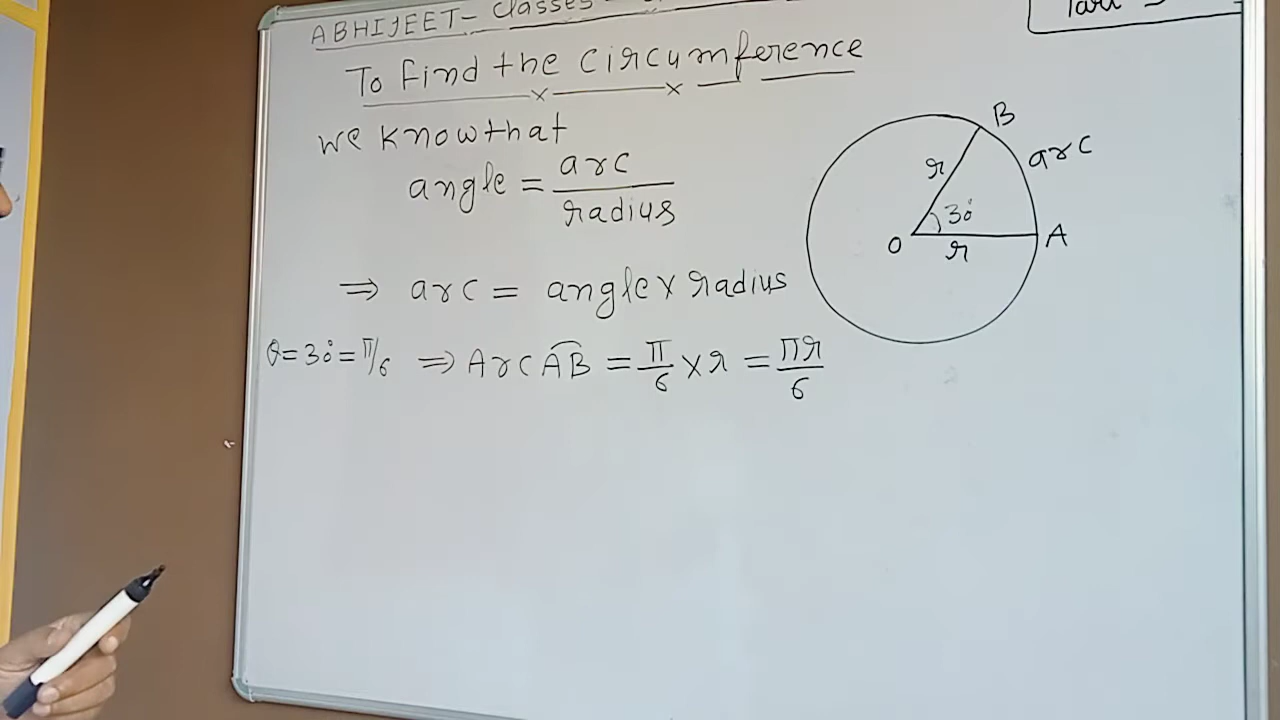 ABHIJEET- Classes-
Part
To find the circumference
we know that
angle = arc / radius
⇒ arc = angle × radius
θ = 30° = π/6 ⇒ Arc AB = π/6 × r = πr/6
B
arc
r
30°
O
r
A